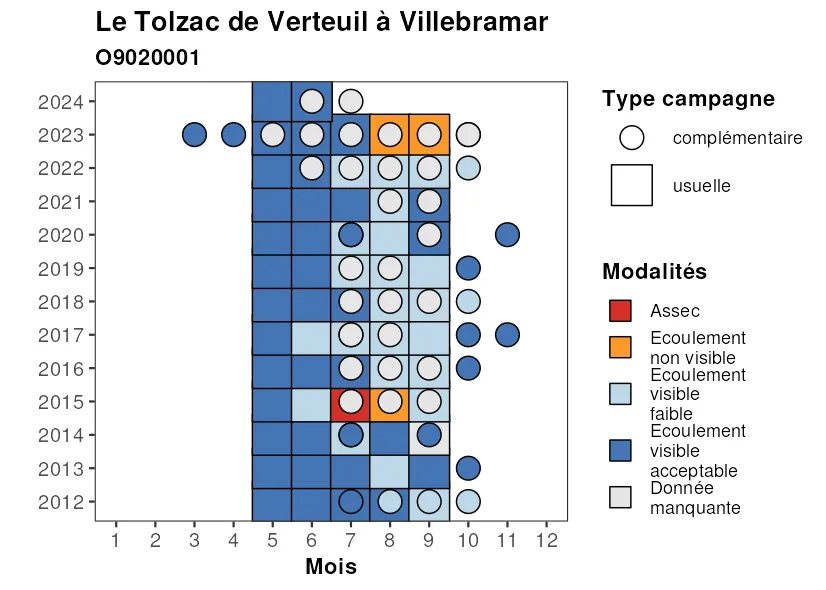 Le Tolzac de Verteuil à Villebramar
O9020001
2024
2023
2022
2021
2020
2019
2018
2017
2016
2015
2014
2013
2012
1 2 3 4 5 6 7 8 9 10 11 12
Mois
Type campagne
complémentaire
usuelle
Modalités
Assec
Ecoulement
non visible
Ecoulement
visible
faible
Ecoulement
visible
acceptable
Donnée
manquante